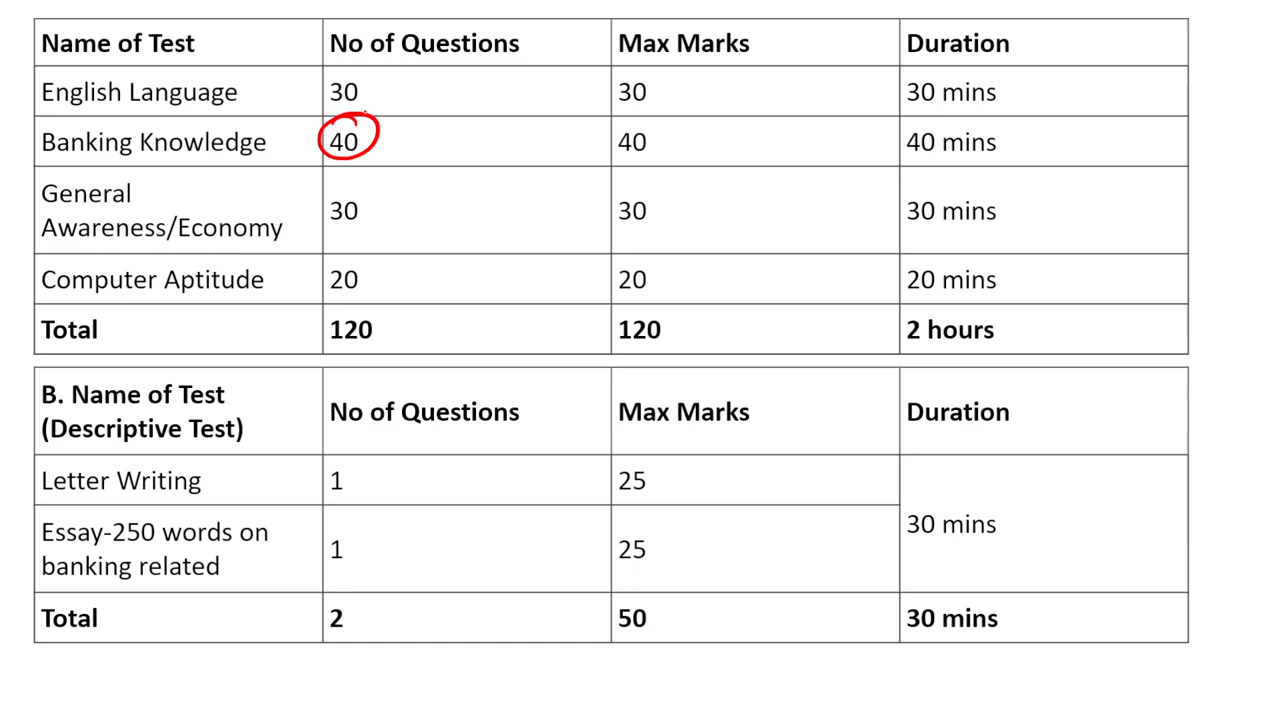 Name of Test No of Questions Max Marks Duration
English Language 30 30 30 mins
Banking Knowledge 40 40 40 mins
General
Awareness/Economy 30 30 30 mins
Computer Aptitude 20 20 20 mins
Total 120 120 2 hours
B. Name of Test
(Descriptive Test) No of Questions Max Marks Duration
Letter Writing 1 25
30 mins
Essay-250 words on
banking related 1 25
Total 2 50 30 mins